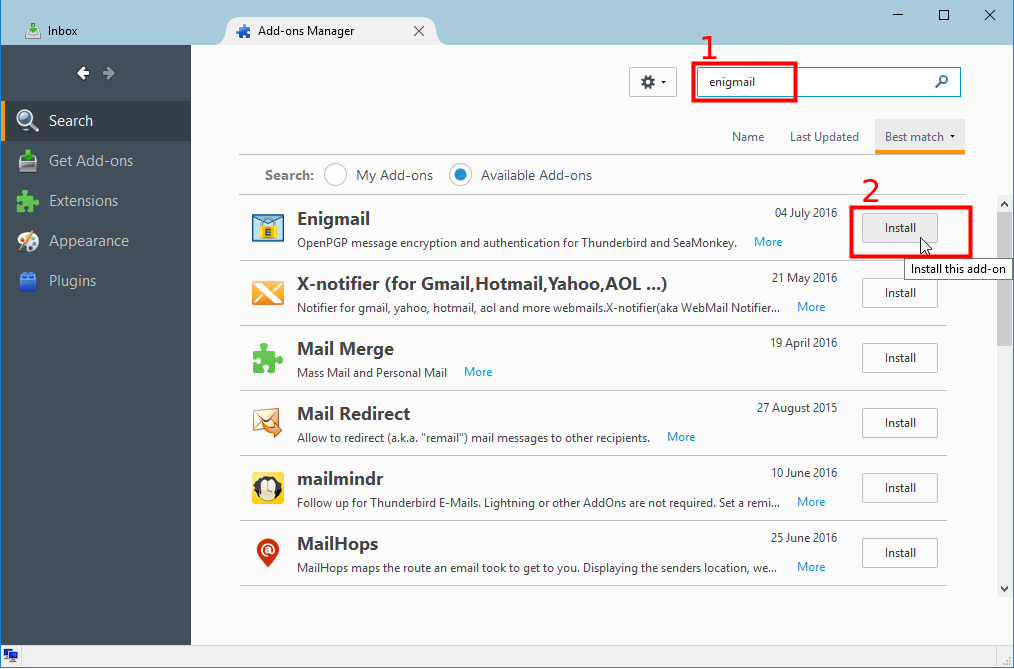 Inbox
Add-ons Manager
1
enigmail
Search
Get Add-ons
Extensions
Appearance
Plugins
Name Last Updated Best match
Search: My Add-ons Available Add-ons
2
Enigmail 04 July 2016
OpenPGP message encryption and authentication for Thunderbird and SeaMonkey. More
Install
Install this add-on
X-notifier (for Gmail,Hotmail,Yahoo,AOL ...) 21 May 2016
Notifier for gmail, yahoo, hotmail, aol and more webmails.X-notifier(aka WebMail Notifier... More
Install
Mail Merge 19 April 2016
Mass Mail and Personal Mail More
Install
Mail Redirect 27 August 2015
Allow to redirect (a.k.a. "remail") mail messages to other recipients. More
Install
mailmindr 10 June 2016
Follow up for Thunderbird E-Mails. Lightning or other AddOns are not required. Set a remi... More
Install
MailHops 25 June 2016
MailHops maps the route an email took to get to you. Displaying the senders location, we... More
Install